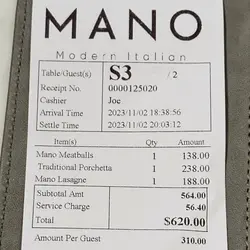 MANO
Modern Italian
Table/Guest(s) S3 /2
Receipt No. 0000125020
Cashier Joe
Arrival Time 2023/11/02 18:38:56
Settle Time 2023/11/02 20:03:12
Item(s) Qty Amount
Mano Meatballs 1 138.00
Traditional Porchetta 1 238.00
Mano Lasagne 1 188.00
Subtotal Amt 564.00
Service Charge 56.40
Total $620.00
Amount Per Guest 310.00